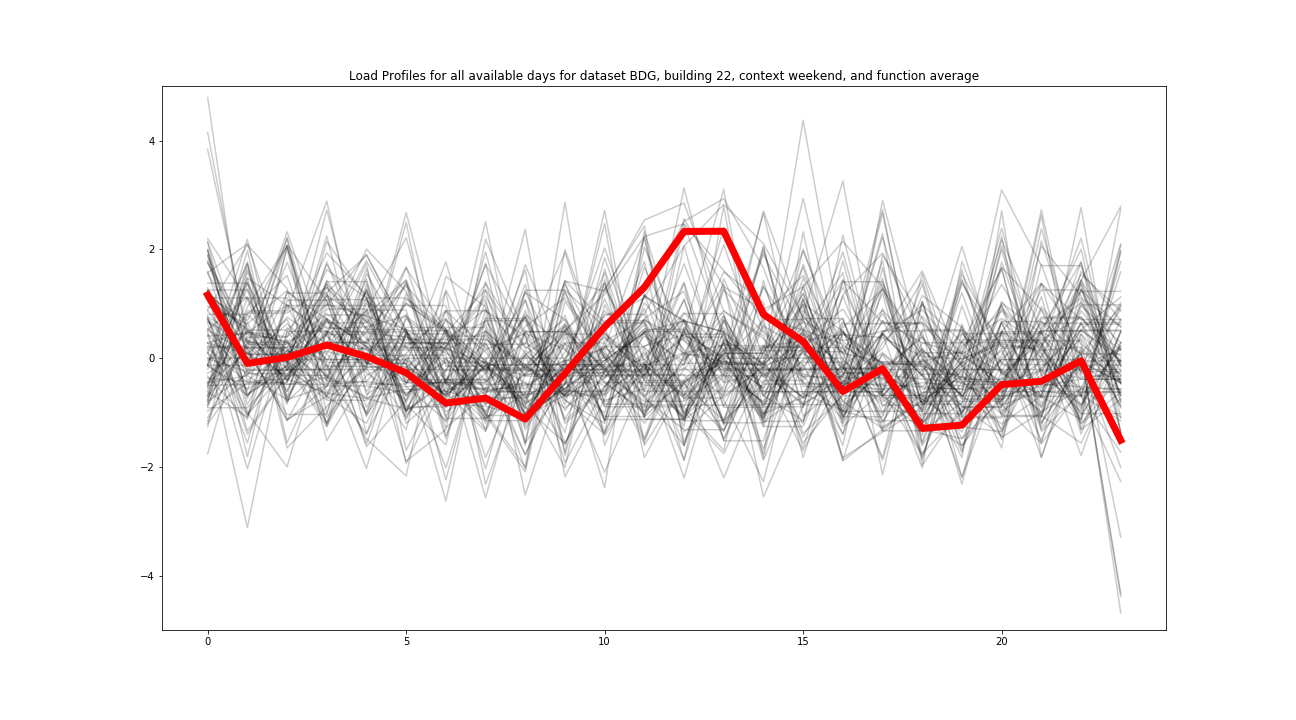 Load Profiles for all available days for dataset BDG, building 22, context weekend, and function average
4
2
0
−2
−4
0 5 10 15 20